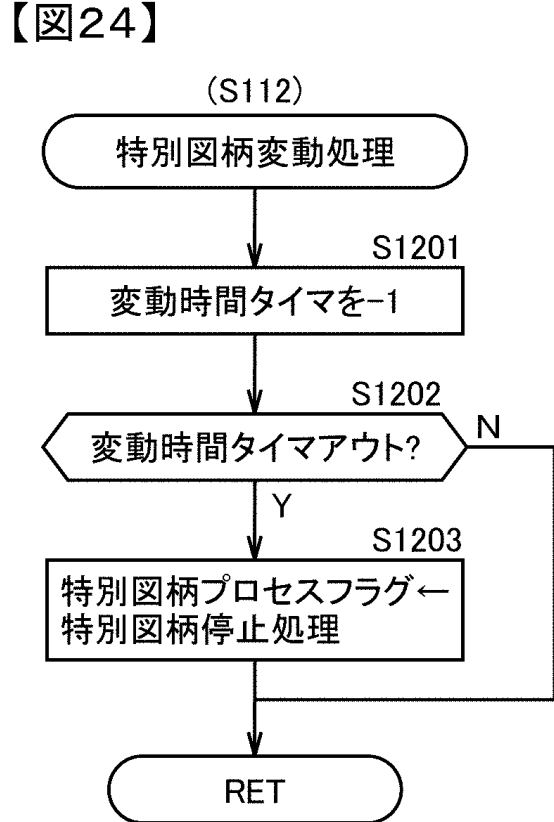 【図24】
(S112)
特別図柄変動処理
S1201
変動時間タイマを-1
S1202
変動時間タイマアウト?
N
Y
S1203
特別図柄プロセスフラグ←
特別図柄停止処理
RET